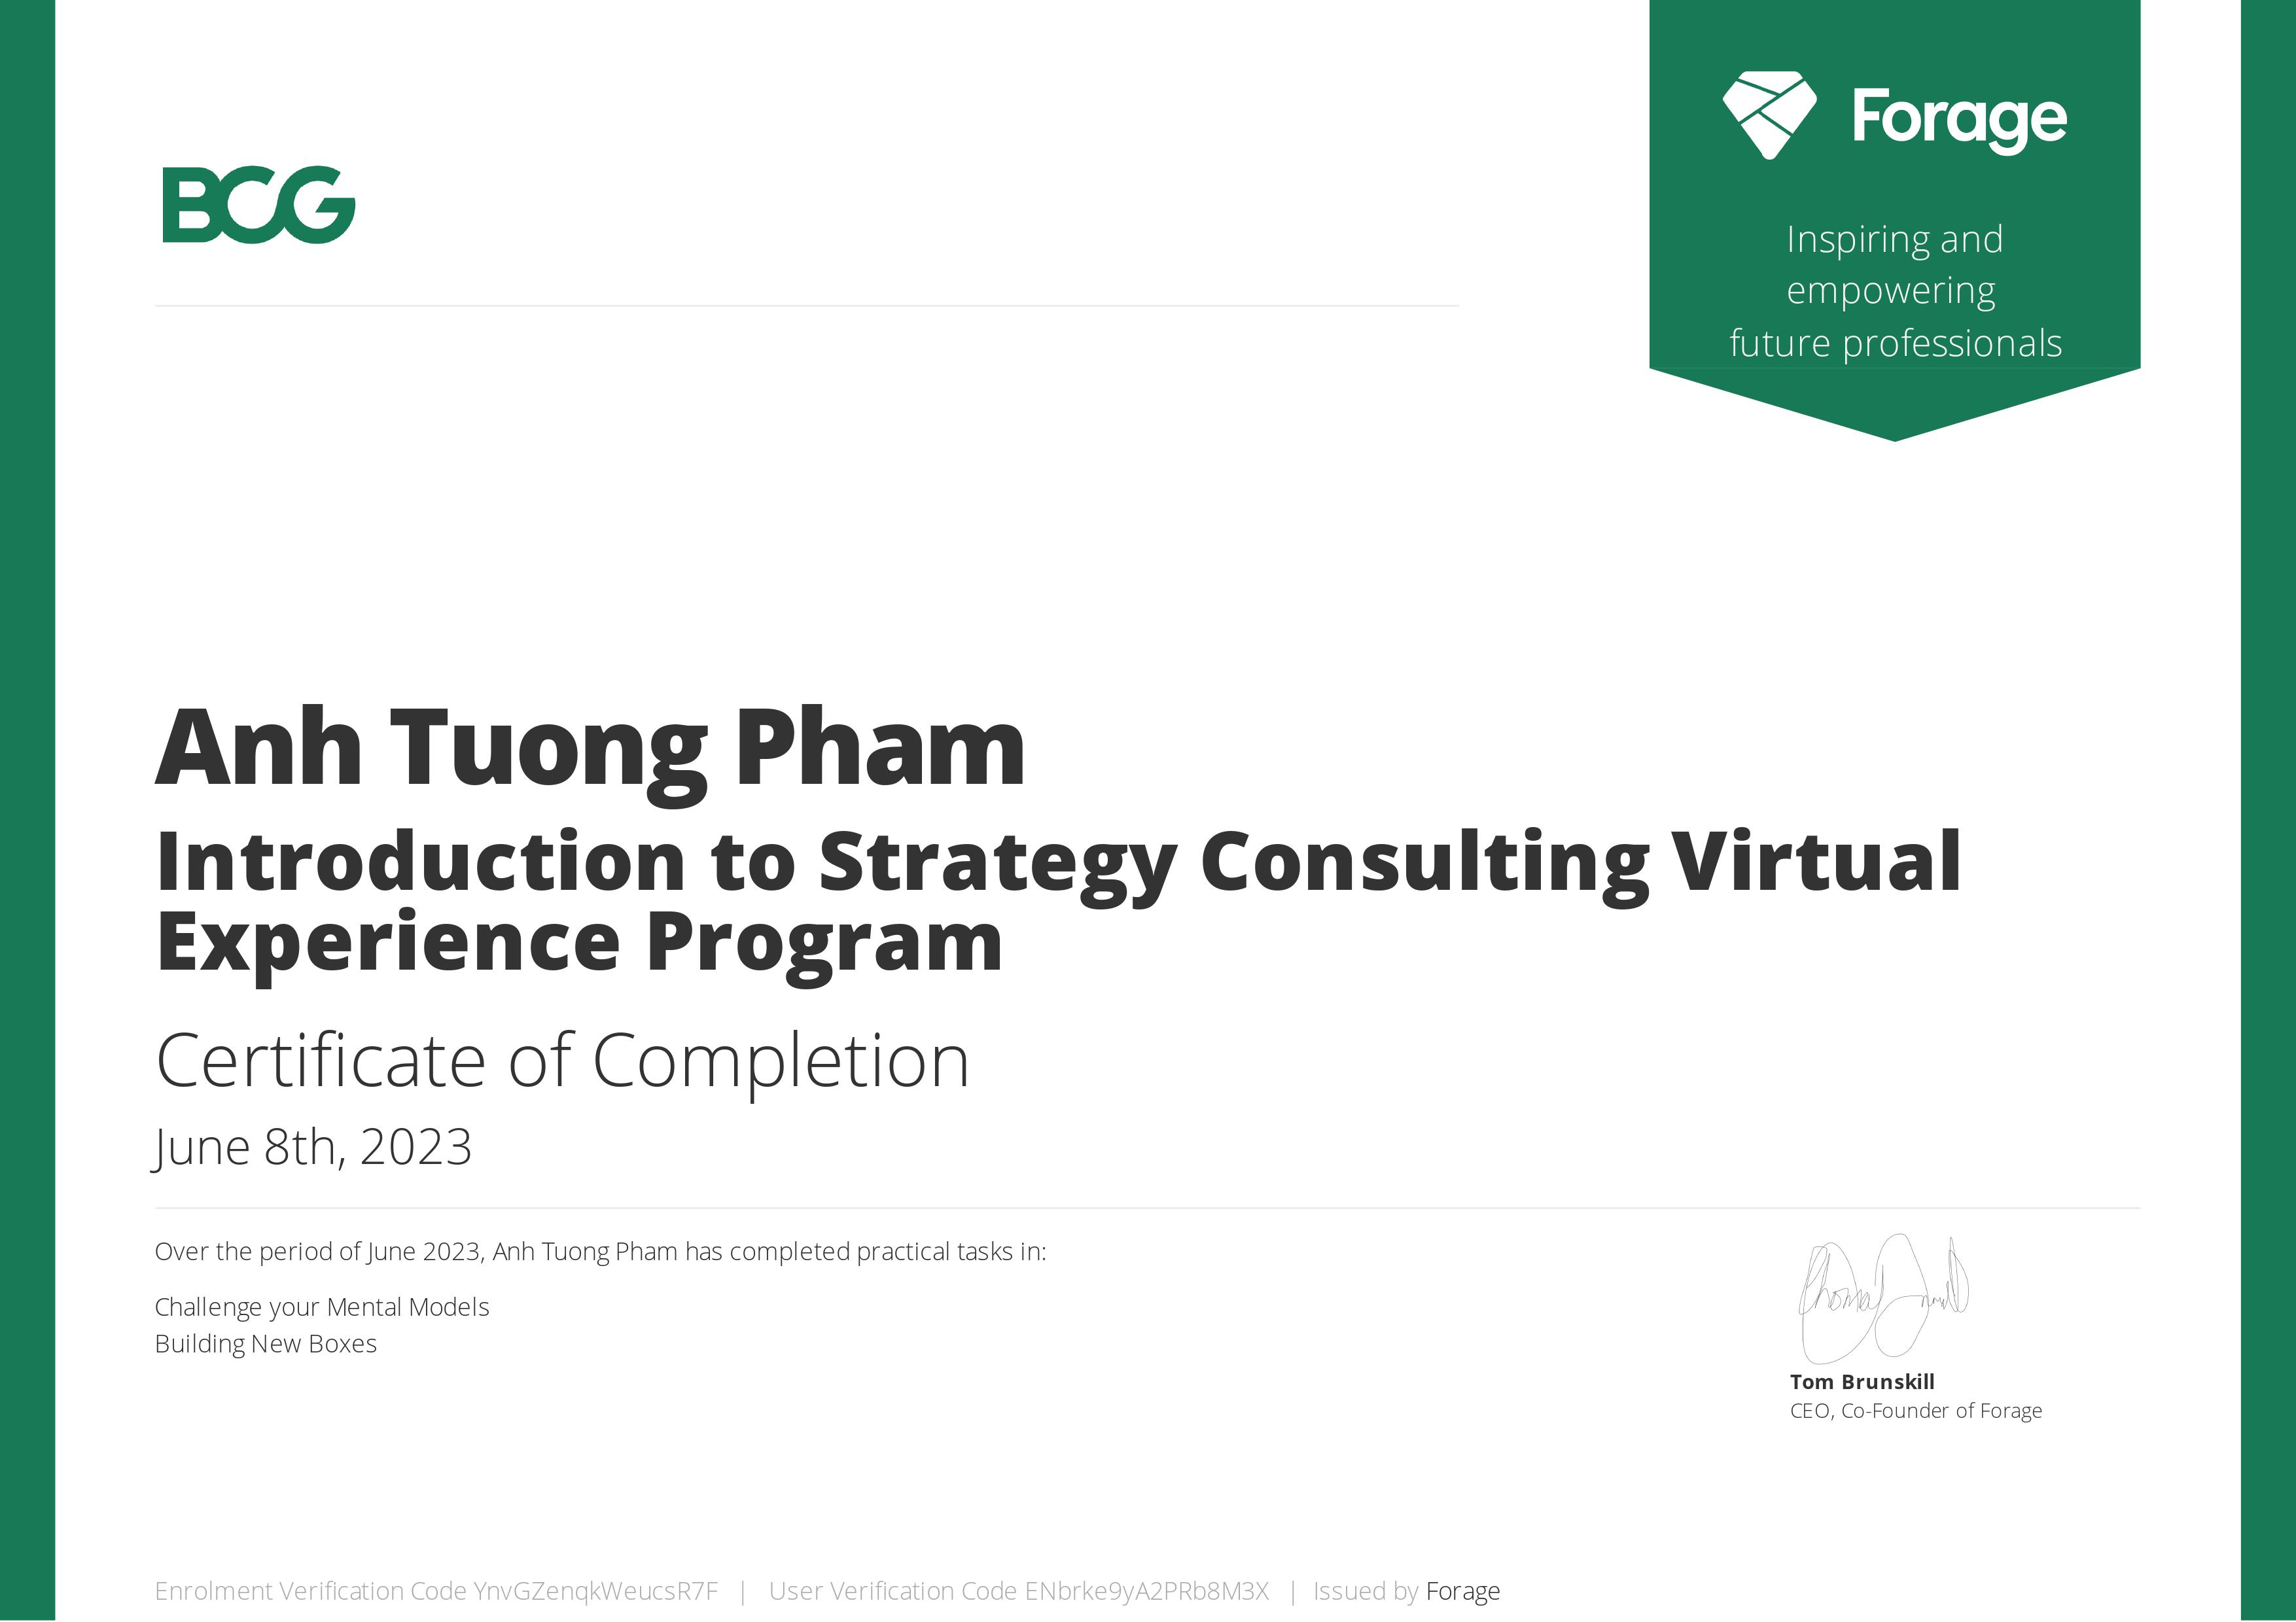 BCG
Forage
Inspiring and
empowering
future professionals
Anh Tuong Pham
Introduction to Strategy Consulting Virtual
Experience Program
Certificate of Completion
June 8th, 2023
Over the period of June 2023, Anh Tuong Pham has completed practical tasks in:
Challenge your Mental Models
Building New Boxes
Tom Brunskill
CEO, Co-Founder of Forage
Enrolment Verification Code YnvGZenqkWeucsR7F | User Verification Code ENbrke9yA2PRb8M3X | Issued by Forage